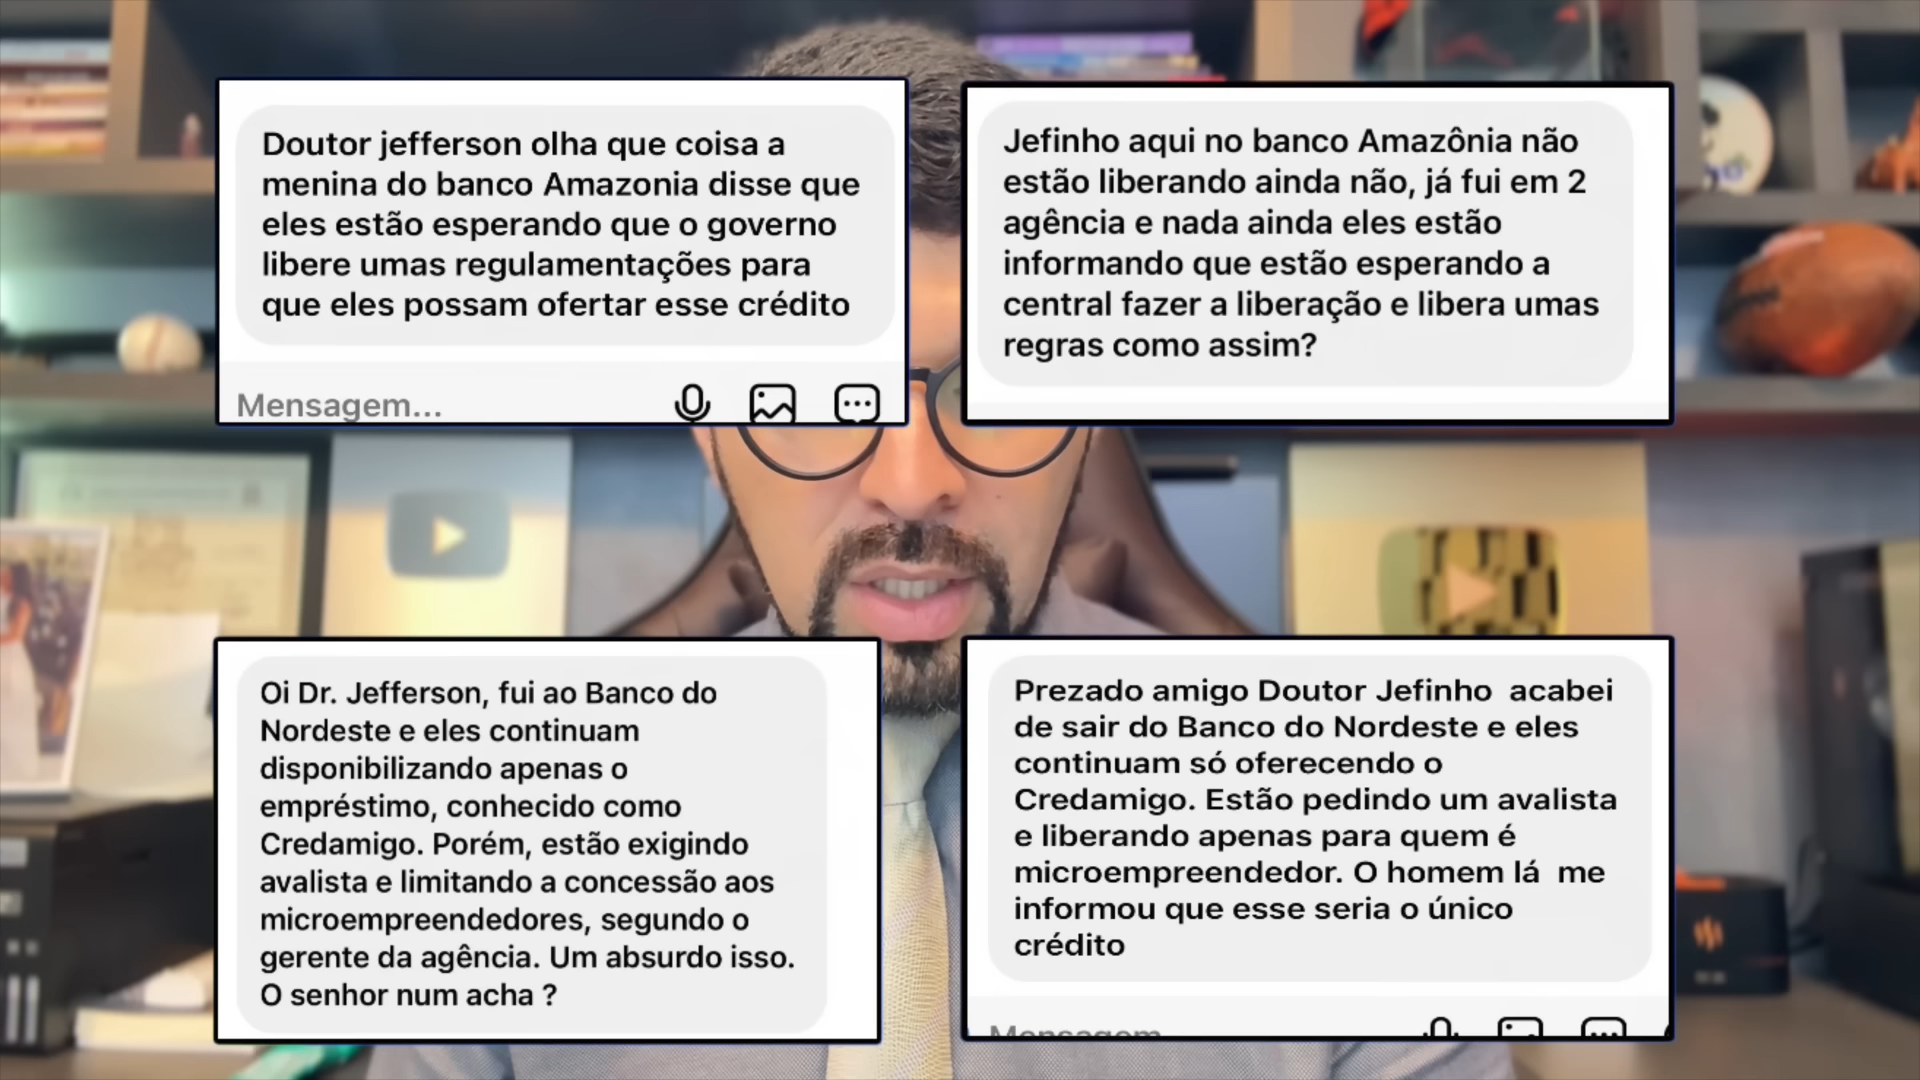 Doutor jefferson olha que coisa a
menina do banco Amazonia disse que
eles estão esperando que o governo
libere umas regulamentações para
que eles possam ofertar esse crédito
Mensagem...
Jefinho aqui no banco Amazônia não
estão liberando ainda não, já fui em 2
agência e nada ainda eles estão
informando que estão esperando a
central fazer a liberação e libera umas
regras como assim?
Oi Dr. Jefferson, fui ao Banco do
Nordeste e eles continuam
disponibilizando apenas o
empréstimo, conhecido como
Credamigo. Porém, estão exigindo
avalista e limitando a concessão aos
microempreendedores, segundo o
gerente da agência. Um absurdo isso.
O senhor num acha ?
Prezado amigo Doutor Jefinho acabei
de sair do Banco do Nordeste e eles
continuam só oferecendo o
Credamigo. Estão pedindo um avalista
e liberando apenas para quem é
microempreendedor. O homem lá me
informou que esse seria o único
crédito
Mensagem